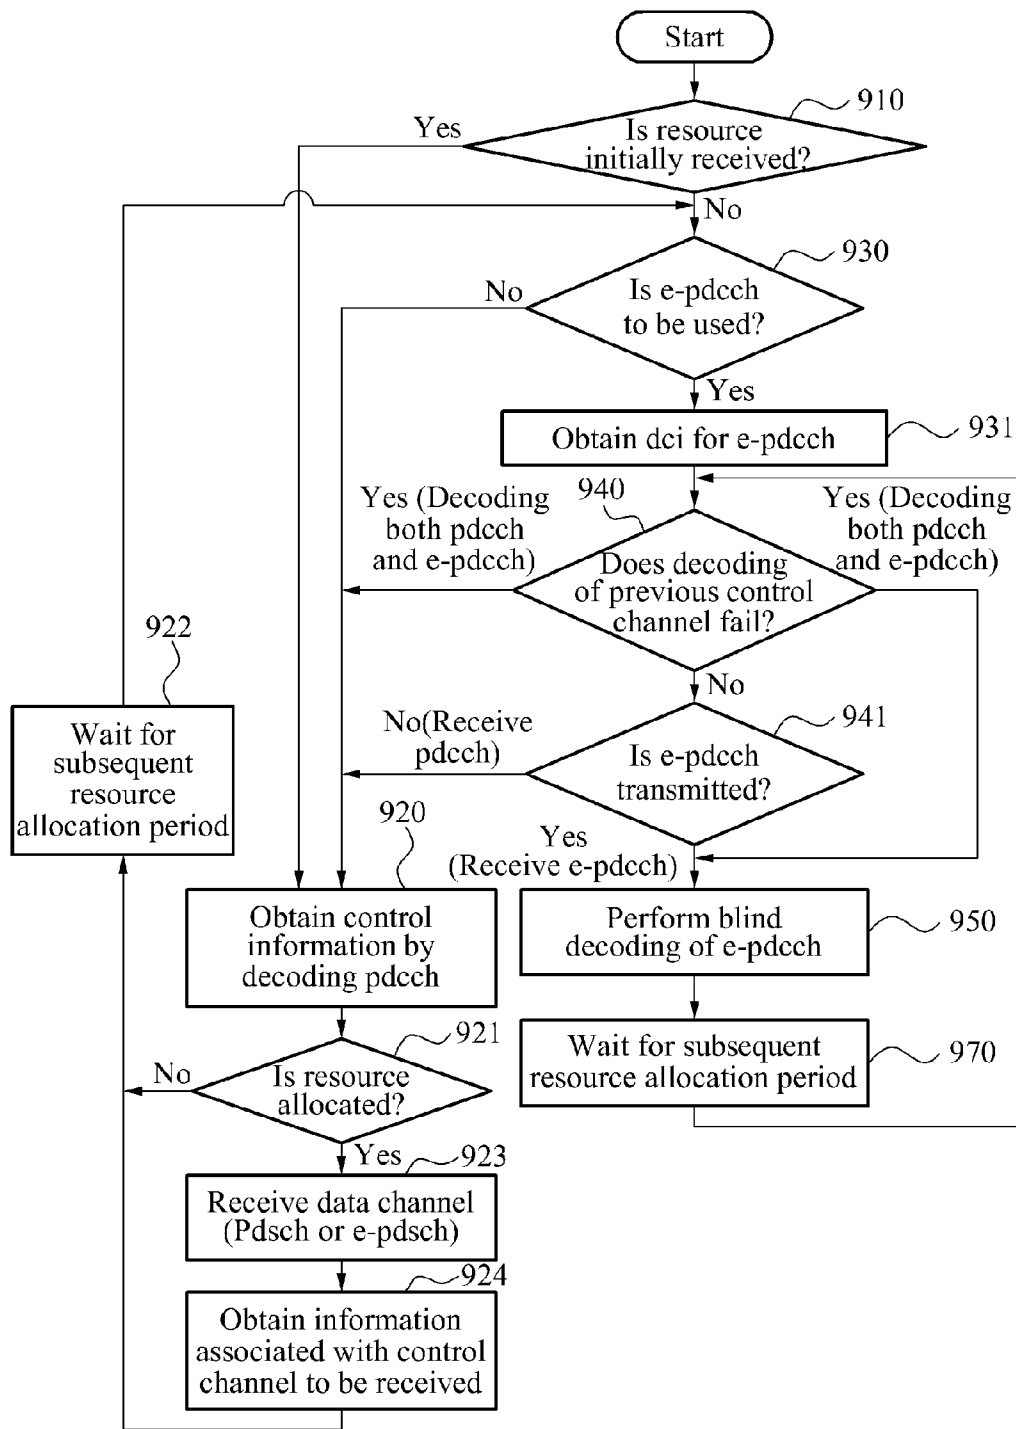 Start
910
Yes
Is resource
initially received?
No
930
No
Is e-pdcch
to be used?
Yes
Obtain dci for e-pdcch
931
940
Yes (Decoding
both pdcch
and e-pdcch)
Yes (Decoding
both pdcch
and e-pdcch)
Does decoding
of previous control
channel fail?
No
922
Wait for
subsequent
resource
allocation period
No(Receive
pdcch)
941
Is e-pdcch
transmitted?
Yes
(Receive e-pdcch)
920
Obtain control
information by
decoding pdcch
Perform blind
decoding of e-pdcch
950
921
No
Is resource
allocated?
Wait for subsequent
resource allocation period
970
Yes
923
Receive data channel
(Pdsch or e-pdsch)
924
Obtain information
associated with control
channel to be received